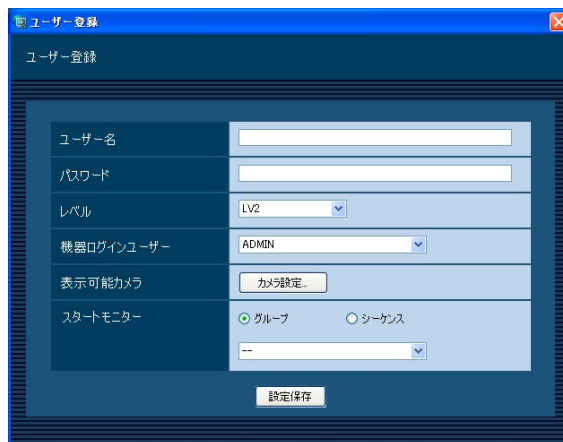 ユーザー登録
ユーザー登録
ユーザー名
パスワード
レベル LV2
機器ログインユーザー ADMIN
表示可能カメラ カメラ設定...
スタートモニター グループ シーケンス
--
設定保存